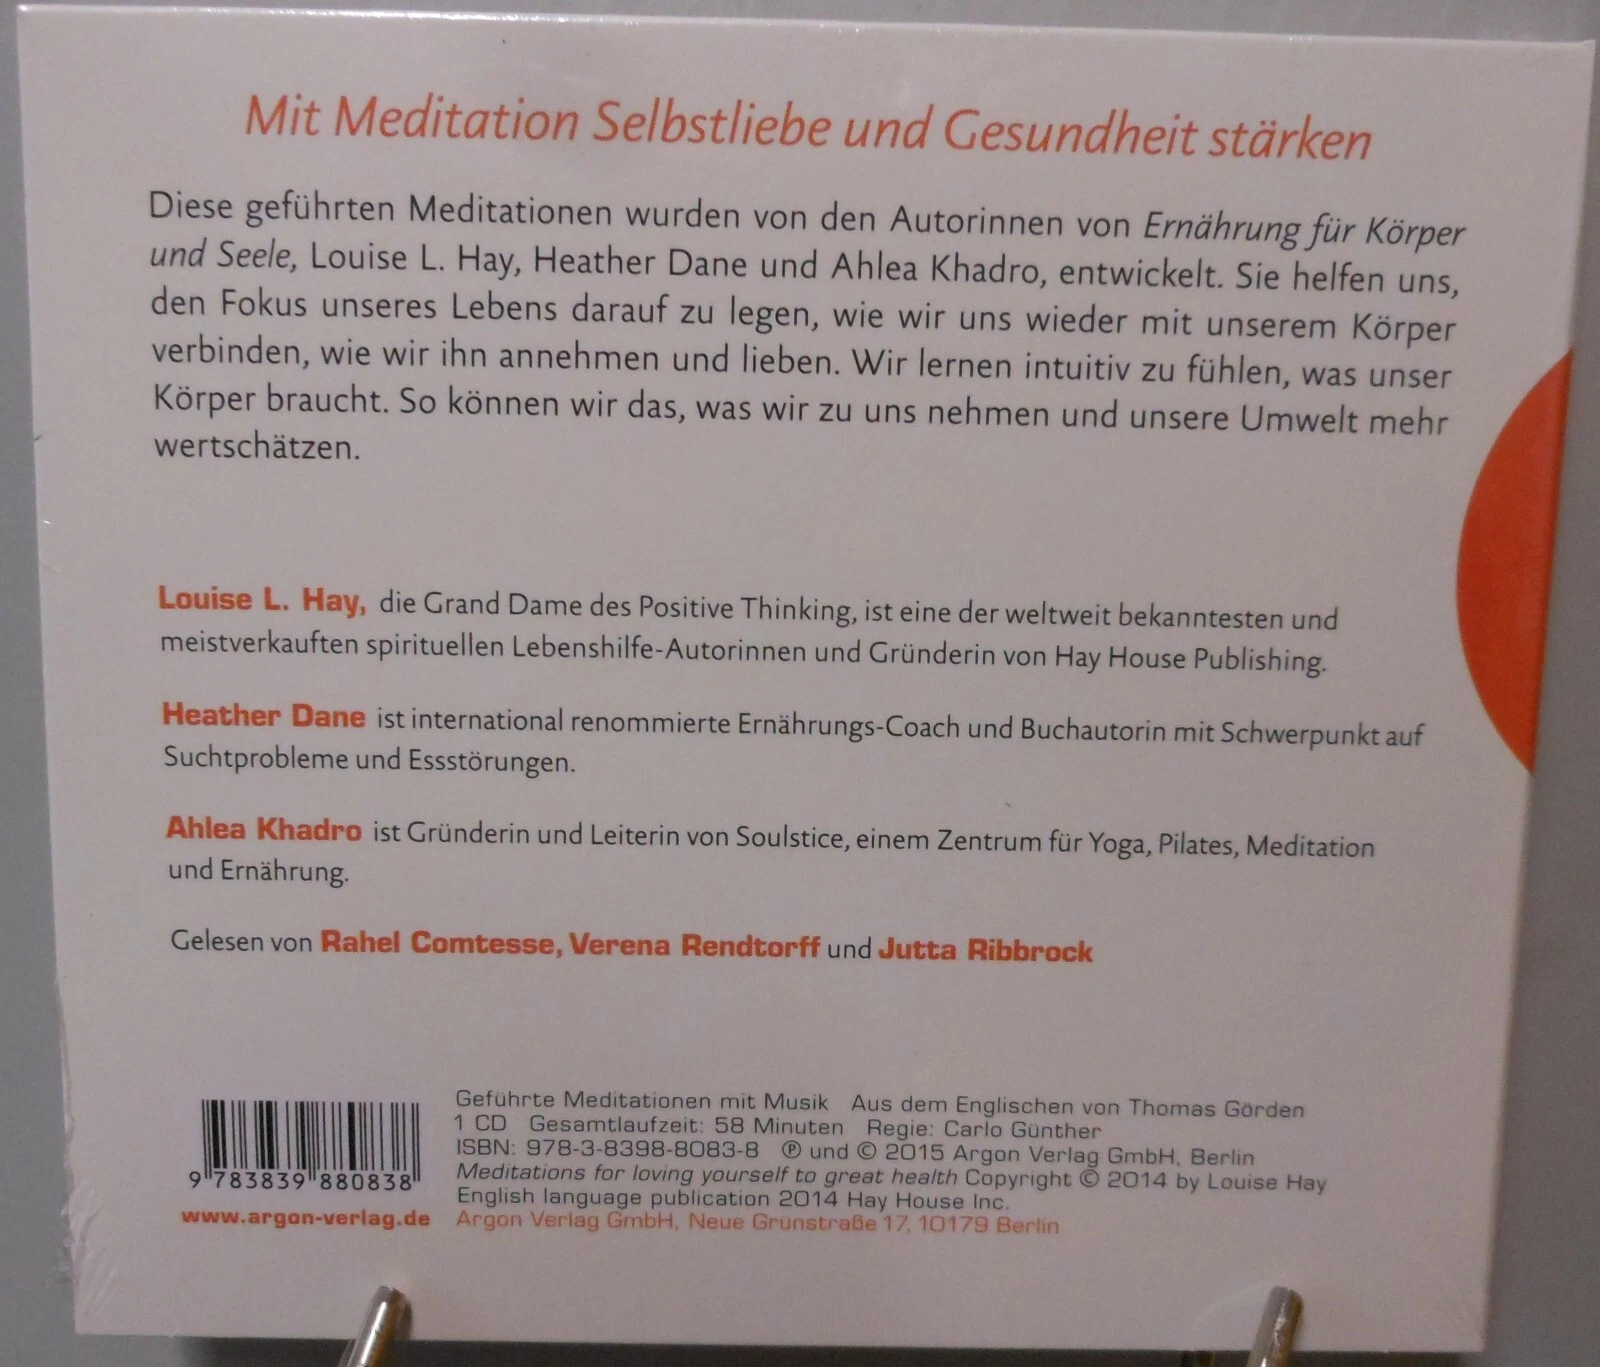 Mit Meditation Selbstliebe und Gesundheit stärken
Diese geführten Meditationen wurden von den Autorinnen von Ernährung für Körper
und Seele, Louise L. Hay, Heather Dane und Ahlea Khadro, entwickelt. Sie helfen uns,
den Fokus unseres Lebens darauf zu legen, wie wir uns wieder mit unserem Körper
verbinden, wie wir ihn annehmen und lieben. Wir lernen intuitiv zu fühlen, was unser
Körper braucht. So können wir das, was wir zu uns nehmen und unsere Umwelt mehr
wertschätzen.
Louise L. Hay, die Grand Dame des Positive Thinking, ist eine der weltweit bekanntesten und
meistverkauften spirituellen Lebenshilfe-Autorinnen und Gründerin von Hay House Publishing.
Heather Dane ist international renommierte Ernährungs-Coach und Buchautorin mit Schwerpunkt auf
Suchtprobleme und Essstörungen.
Ahlea Khadro ist Gründerin und Leiterin von Soulstice, einem Zentrum für Yoga, Pilates, Meditation
und Ernährung.
Gelesen von Rahel Comtesse, Verena Rendtorff und Jutta Ribbrock
Geführte Meditationen mit Musik Aus dem Englischen von Thomas Görden
1 CD Gesamtlaufzeit: 58 Minuten Regie: Carlo Günther
ISBN: 978-3-8398-8083-8 ℗ und © 2015 Argon Verlag GmbH, Berlin
Meditations for loving yourself to great health Copyright © 2014 by Louise Hay
English language publication 2014 Hay House Inc.
Argon Verlag GmbH, Neue Grünstraße 17, 10179 Berlin
9 783839 880838
www.argon-verlag.de